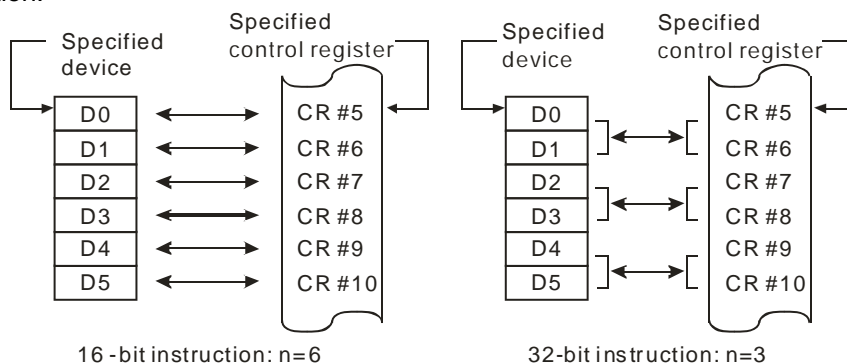 Specified
device
Specified
control register
D0
D1
D2
D3
D4
D5
CR #5
CR #6
CR #7
CR #8
CR #9
CR #10
16 -bit instruction: n=6
Specified
device
Specified
control register
D0
D1
D2
D3
D4
D5
CR #5
CR #6
CR #7
CR #8
CR #9
CR #10
32-bit instruction: n=3